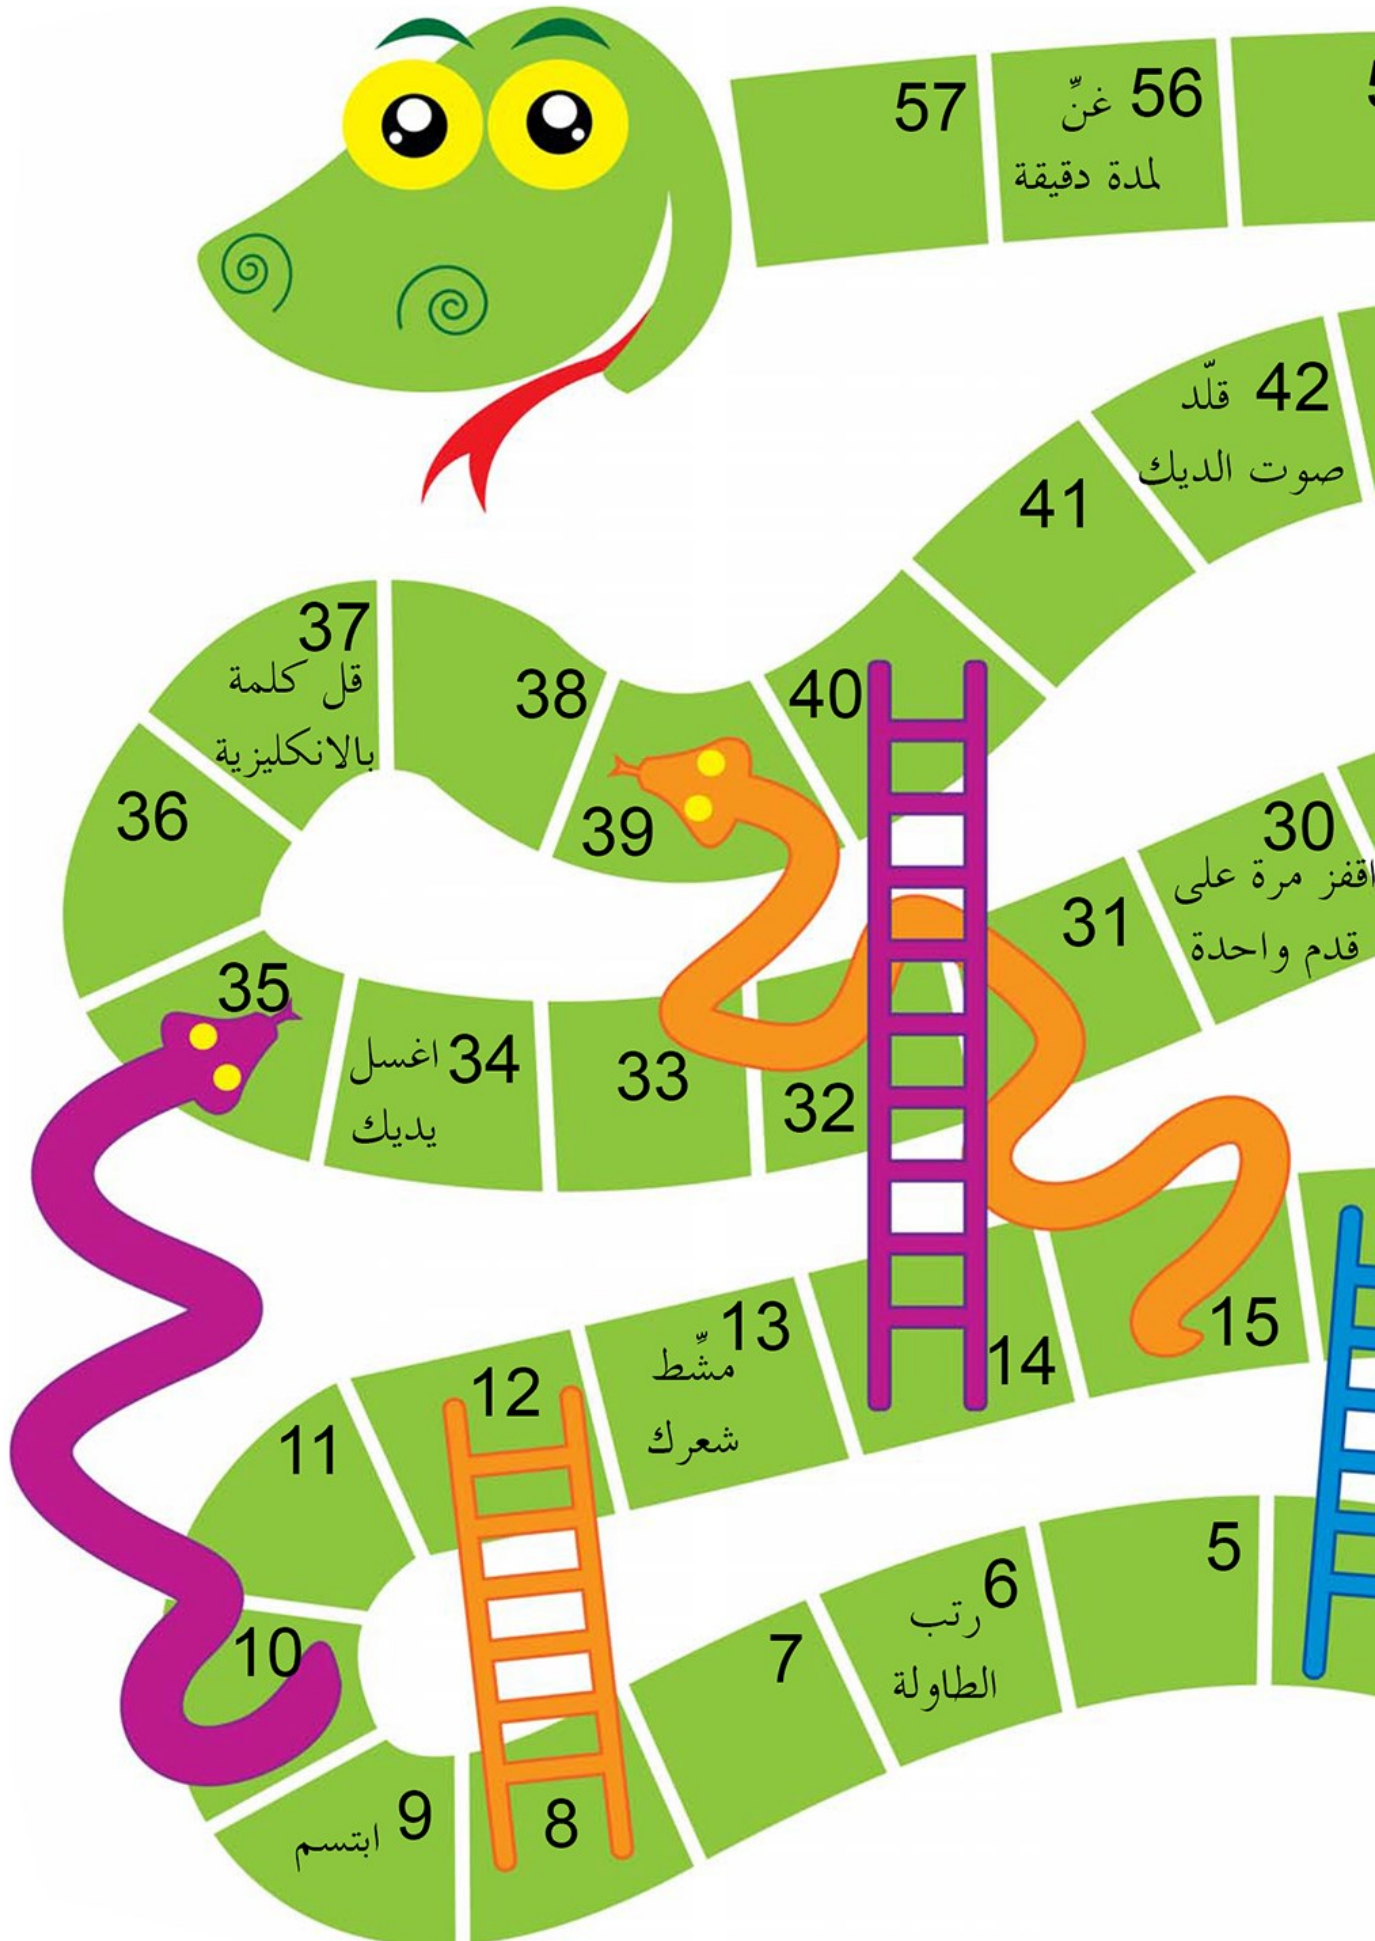 57
56 غنِّ
لمدة دقيقة
42 قلّد
صوت الديك
41
40
39
38
37
قل كلمة
بالانكليزية
36
35
34 اغسل
يديك
33
32
31
30
اقفز مرة على
قدم واحدة
15
14
13
مشِّط
شعرك
12
11
10
9 ابتسم
8
7
6
رتب
الطاولة
5